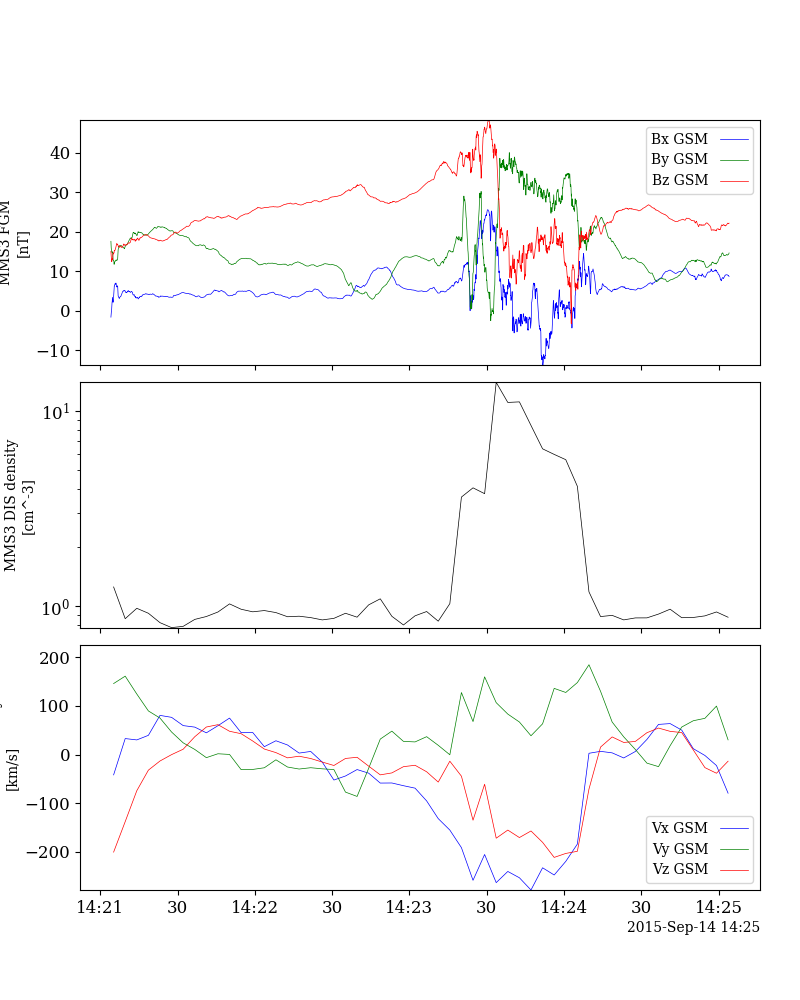 Bx GSM
By GSM
Bz GSM
40
30
20
10
0
−10
MMS3 FGM
[nT]
10^1
10^0
MMS3 DIS density
[cm^-3]
200
100
0
−100
−200
[km/s]
Vx GSM
Vy GSM
Vz GSM
14:21 30 14:22 30 14:23 30 14:24 30 14:25
2015-Sep-14 14:25